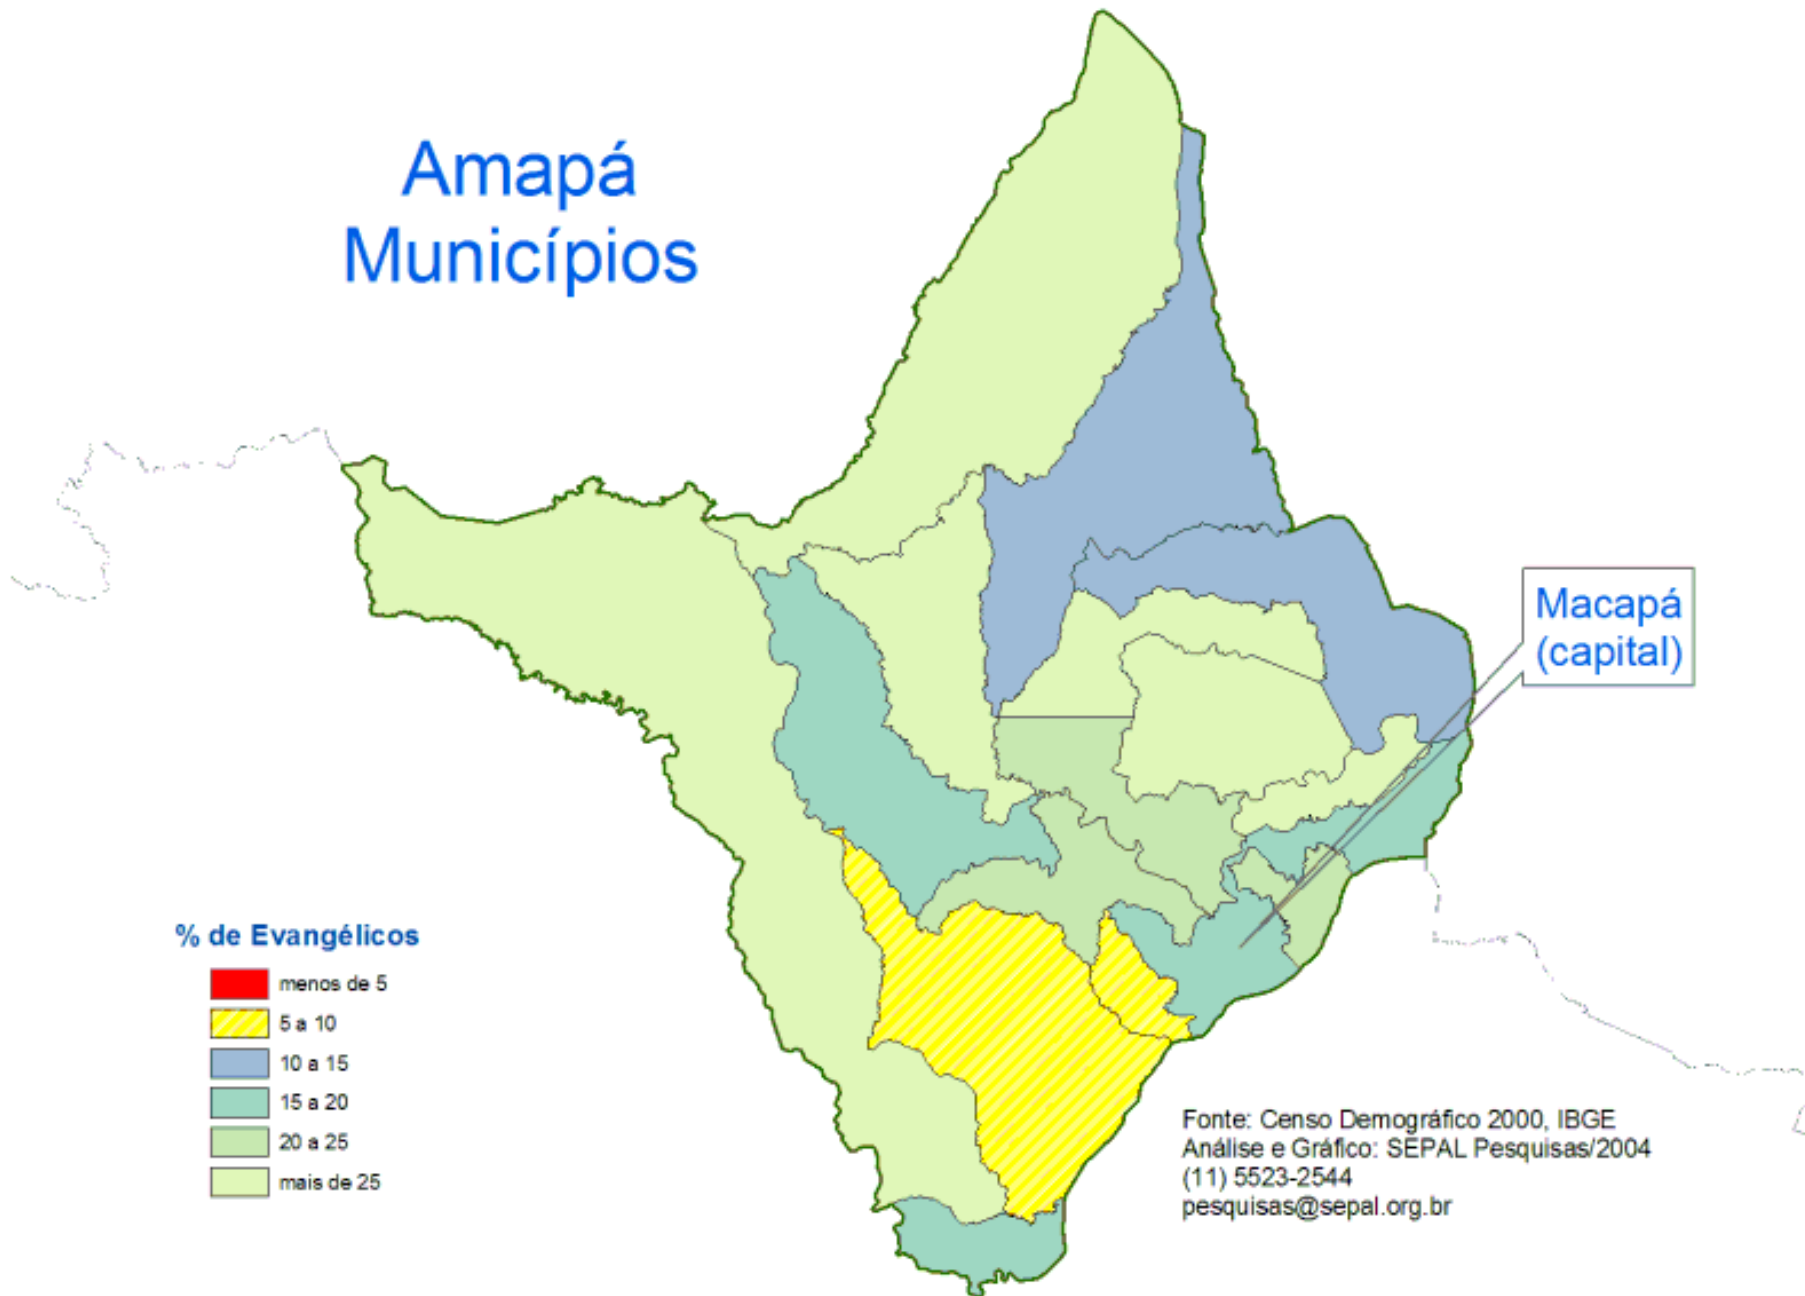 Amapá
Municípios
Macapá
(capital)
% de Evangélicos
menos de 5
5 a 10
10 a 15
15 a 20
20 a 25
mais de 25
Fonte: Censo Demográfico 2000, IBGE
Análise e Gráfico: SEPAL Pesquisas/2004
(11) 5523-2544
pesquisas@sepal.org.br